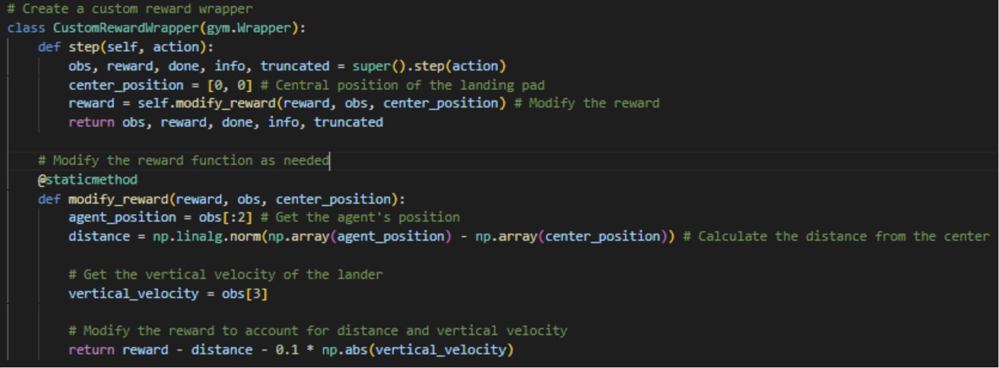 # Create a custom reward wrapper
class CustomRewardWrapper(gym.Wrapper):
    def step(self, action):
        obs, reward, done, info, truncated = super().step(action)
        center_position = [0, 0] # Central position of the landing pad
        reward = self.modify_reward(reward, obs, center_position) # Modify the reward
        return obs, reward, done, info, truncated

    # Modify the reward function as needed
    @staticmethod
    def modify_reward(reward, obs, center_position):
        agent_position = obs[:2] # Get the agent's position
        distance = np.linalg.norm(np.array(agent_position) - np.array(center_position)) # Calculate the distance from the center

        # Get the vertical velocity of the lander
        vertical_velocity = obs[3]

        # Modify the reward to account for distance and vertical velocity
        return reward - distance - 0.1 * np.abs(vertical_velocity)